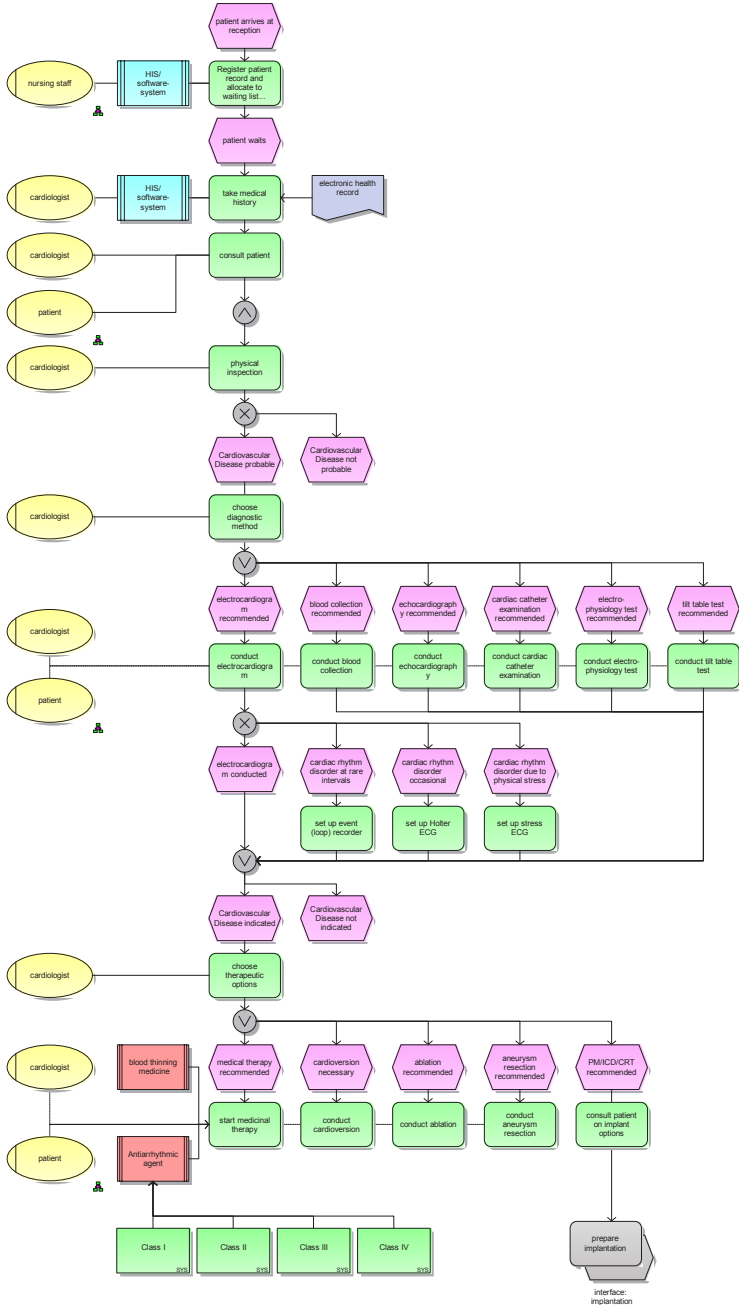 patient arrives at
reception
nursing staff
HIS/
software-
system
Register patient
record and
allocate to
waiting list...
patient waits
cardiologist
HIS/
software-
system
take medical
history
electronic health
record
cardiologist
consult patient
patient
cardiologist
physical
inspection
Cardiovascular
Disease probable
Cardiovascular
Disease not
probable
cardiologist
choose
diagnostic
method
electrocardiogra
m
recommended
blood collection
recommended
echocardiograph
y recommended
cardiac catheter
examination
recommended
electro-
physiology test
recommended
tilt table test
recommended
cardiologist
patient
conduct
electrocardiogra
m
conduct blood
collection
conduct
echocardiograph
y
conduct cardiac
catheter
examination
conduct electro-
physiology test
conduct tilt table
test
electrocardiogra
m conducted
cardiac rhythm
disorder at rare
intervals
cardiac rhythm
disorder
occasional
cardiac rhythm
disorder due to
physical stress
set up event
(loop) recorder
set up Holter
ECG
set up stress
ECG
Cardiovascular
Disease indicated
Cardiovascular
Disease not
indicated
cardiologist
choose
therapeutic
options
cardiologist
blood thinning
medicine
medical therapy
recommended
cardioversion
necessary
ablation
recommended
aneurysm
resection
recommended
PM/ICD/CRT
recommended
patient
Antiarrhythmic
agent
start medicinal
therapy
conduct
cardioversion
conduct ablation
conduct
aneurysm
resection
consult patient
on implant
options
Class I
SYS
Class II
SYS
Class III
SYS
Class IV
SYS
prepare
implantation
interface:
implantation